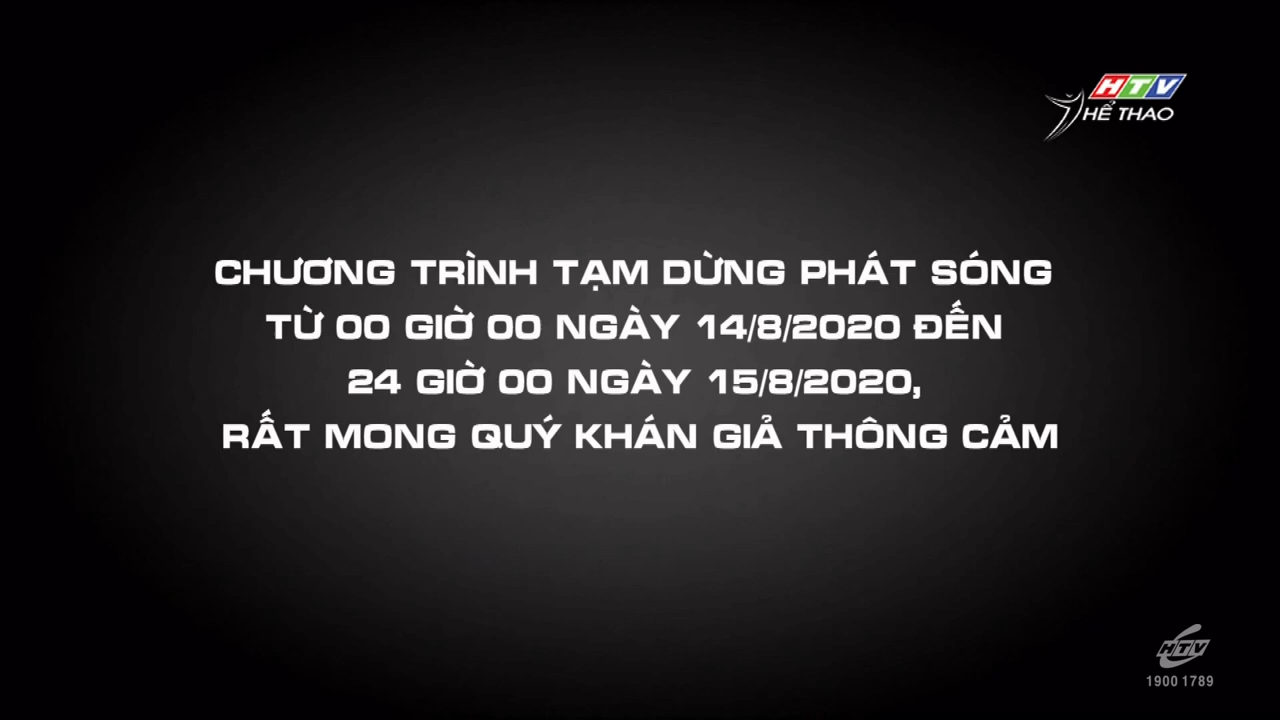 HTV
THỂ THAO
CHƯƠNG TRÌNH TẠM DỪNG PHÁT SÓNG
TỪ 00 GIỜ 00 NGÀY 14/8/2020 ĐẾN
24 GIỜ 00 NGÀY 15/8/2020,
RẤT MONG QUÝ KHÁN GIẢ THÔNG CẢM
HTV
1900 1789